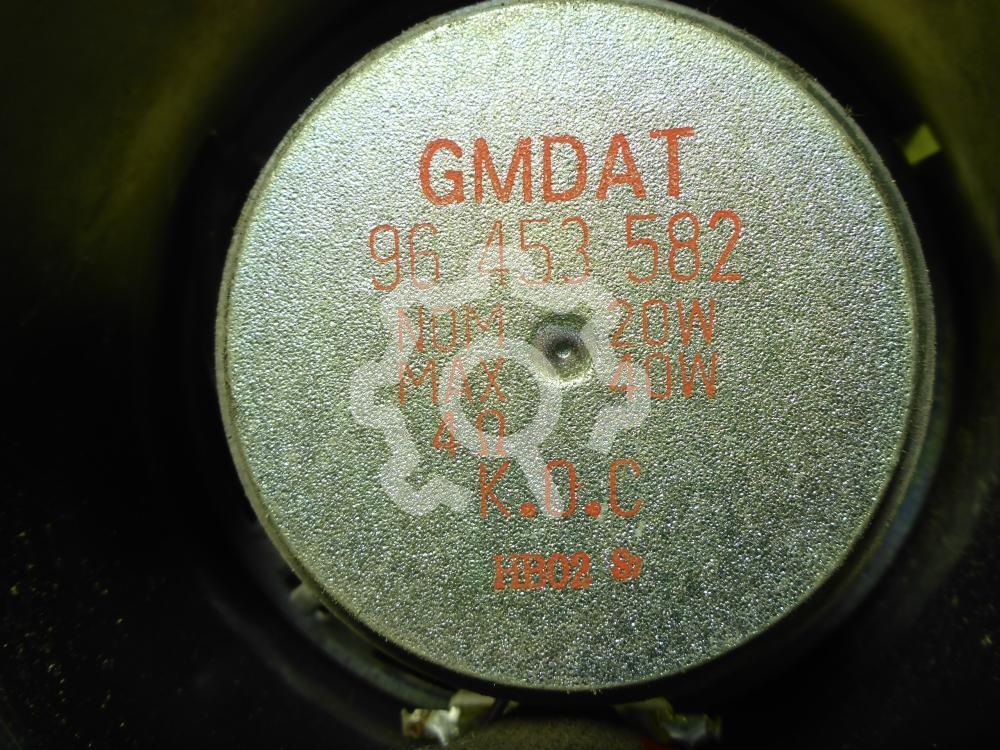 GMDAT
96 453 582
NOM 20W
MAX 40W
4Ω
K.O.C
HB02